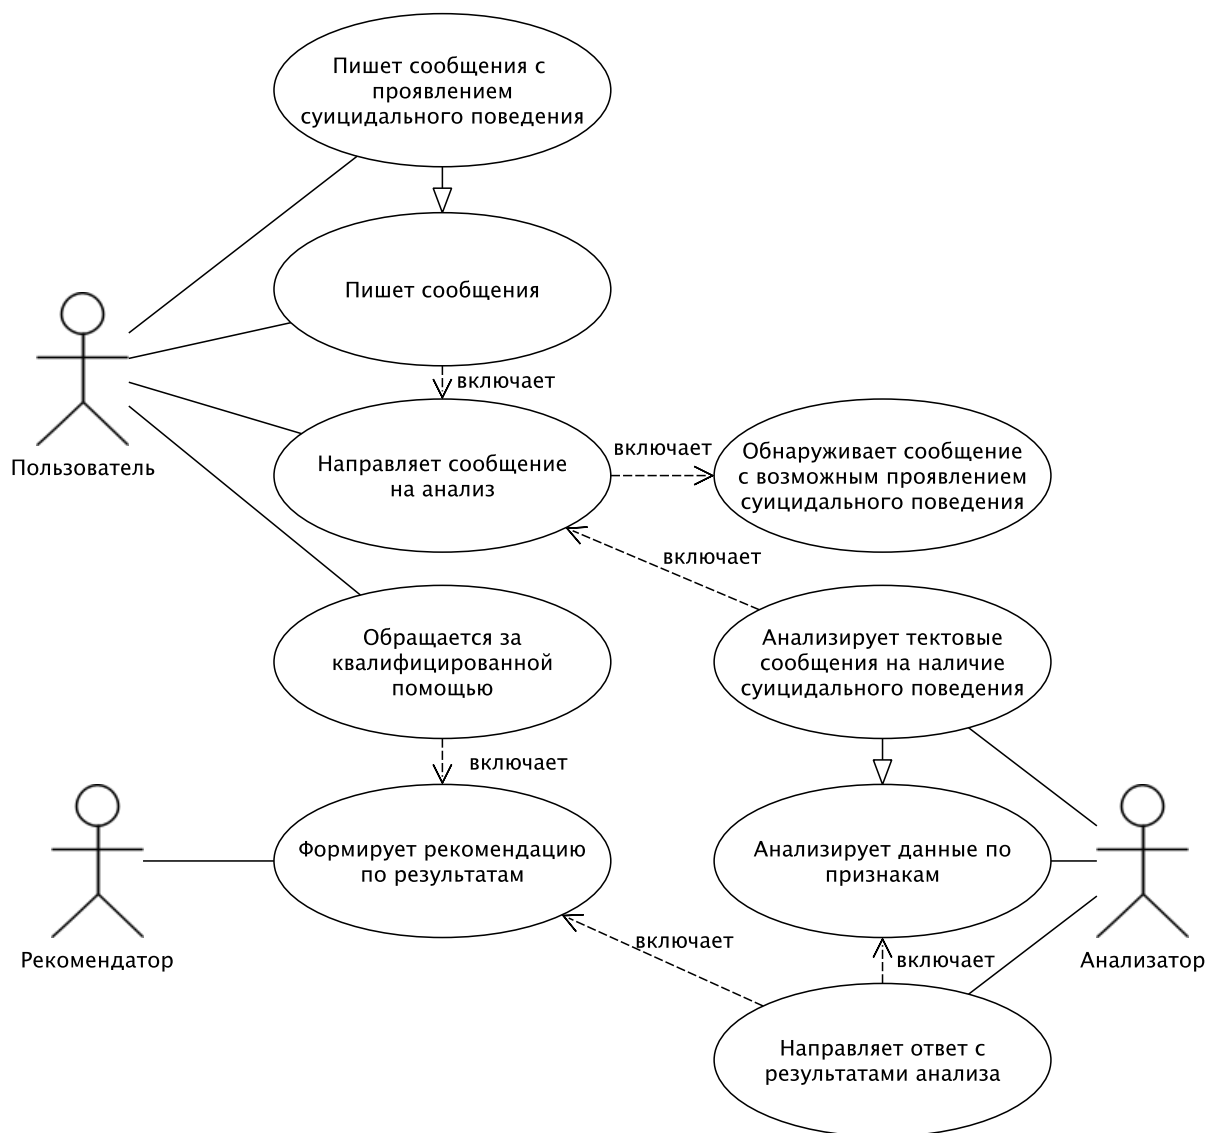 Пишет сообщения с
проявлением
суицидального поведения
Пишет сообщения
включает
Пользователь
Направляет сообщение
на анализ
включает
Обнаруживает сообщение
с возможным проявлением
суицидального поведения
включает
Обращается за
квалифицированной
помощью
Анализирует тектовые
сообщения на наличие
суицидального поведения
включает
Формирует рекомендацию
по результатам
Анализирует данные по
признакам
Рекомендатор
включает
включает
Анализатор
Направляет ответ с
результатами анализа